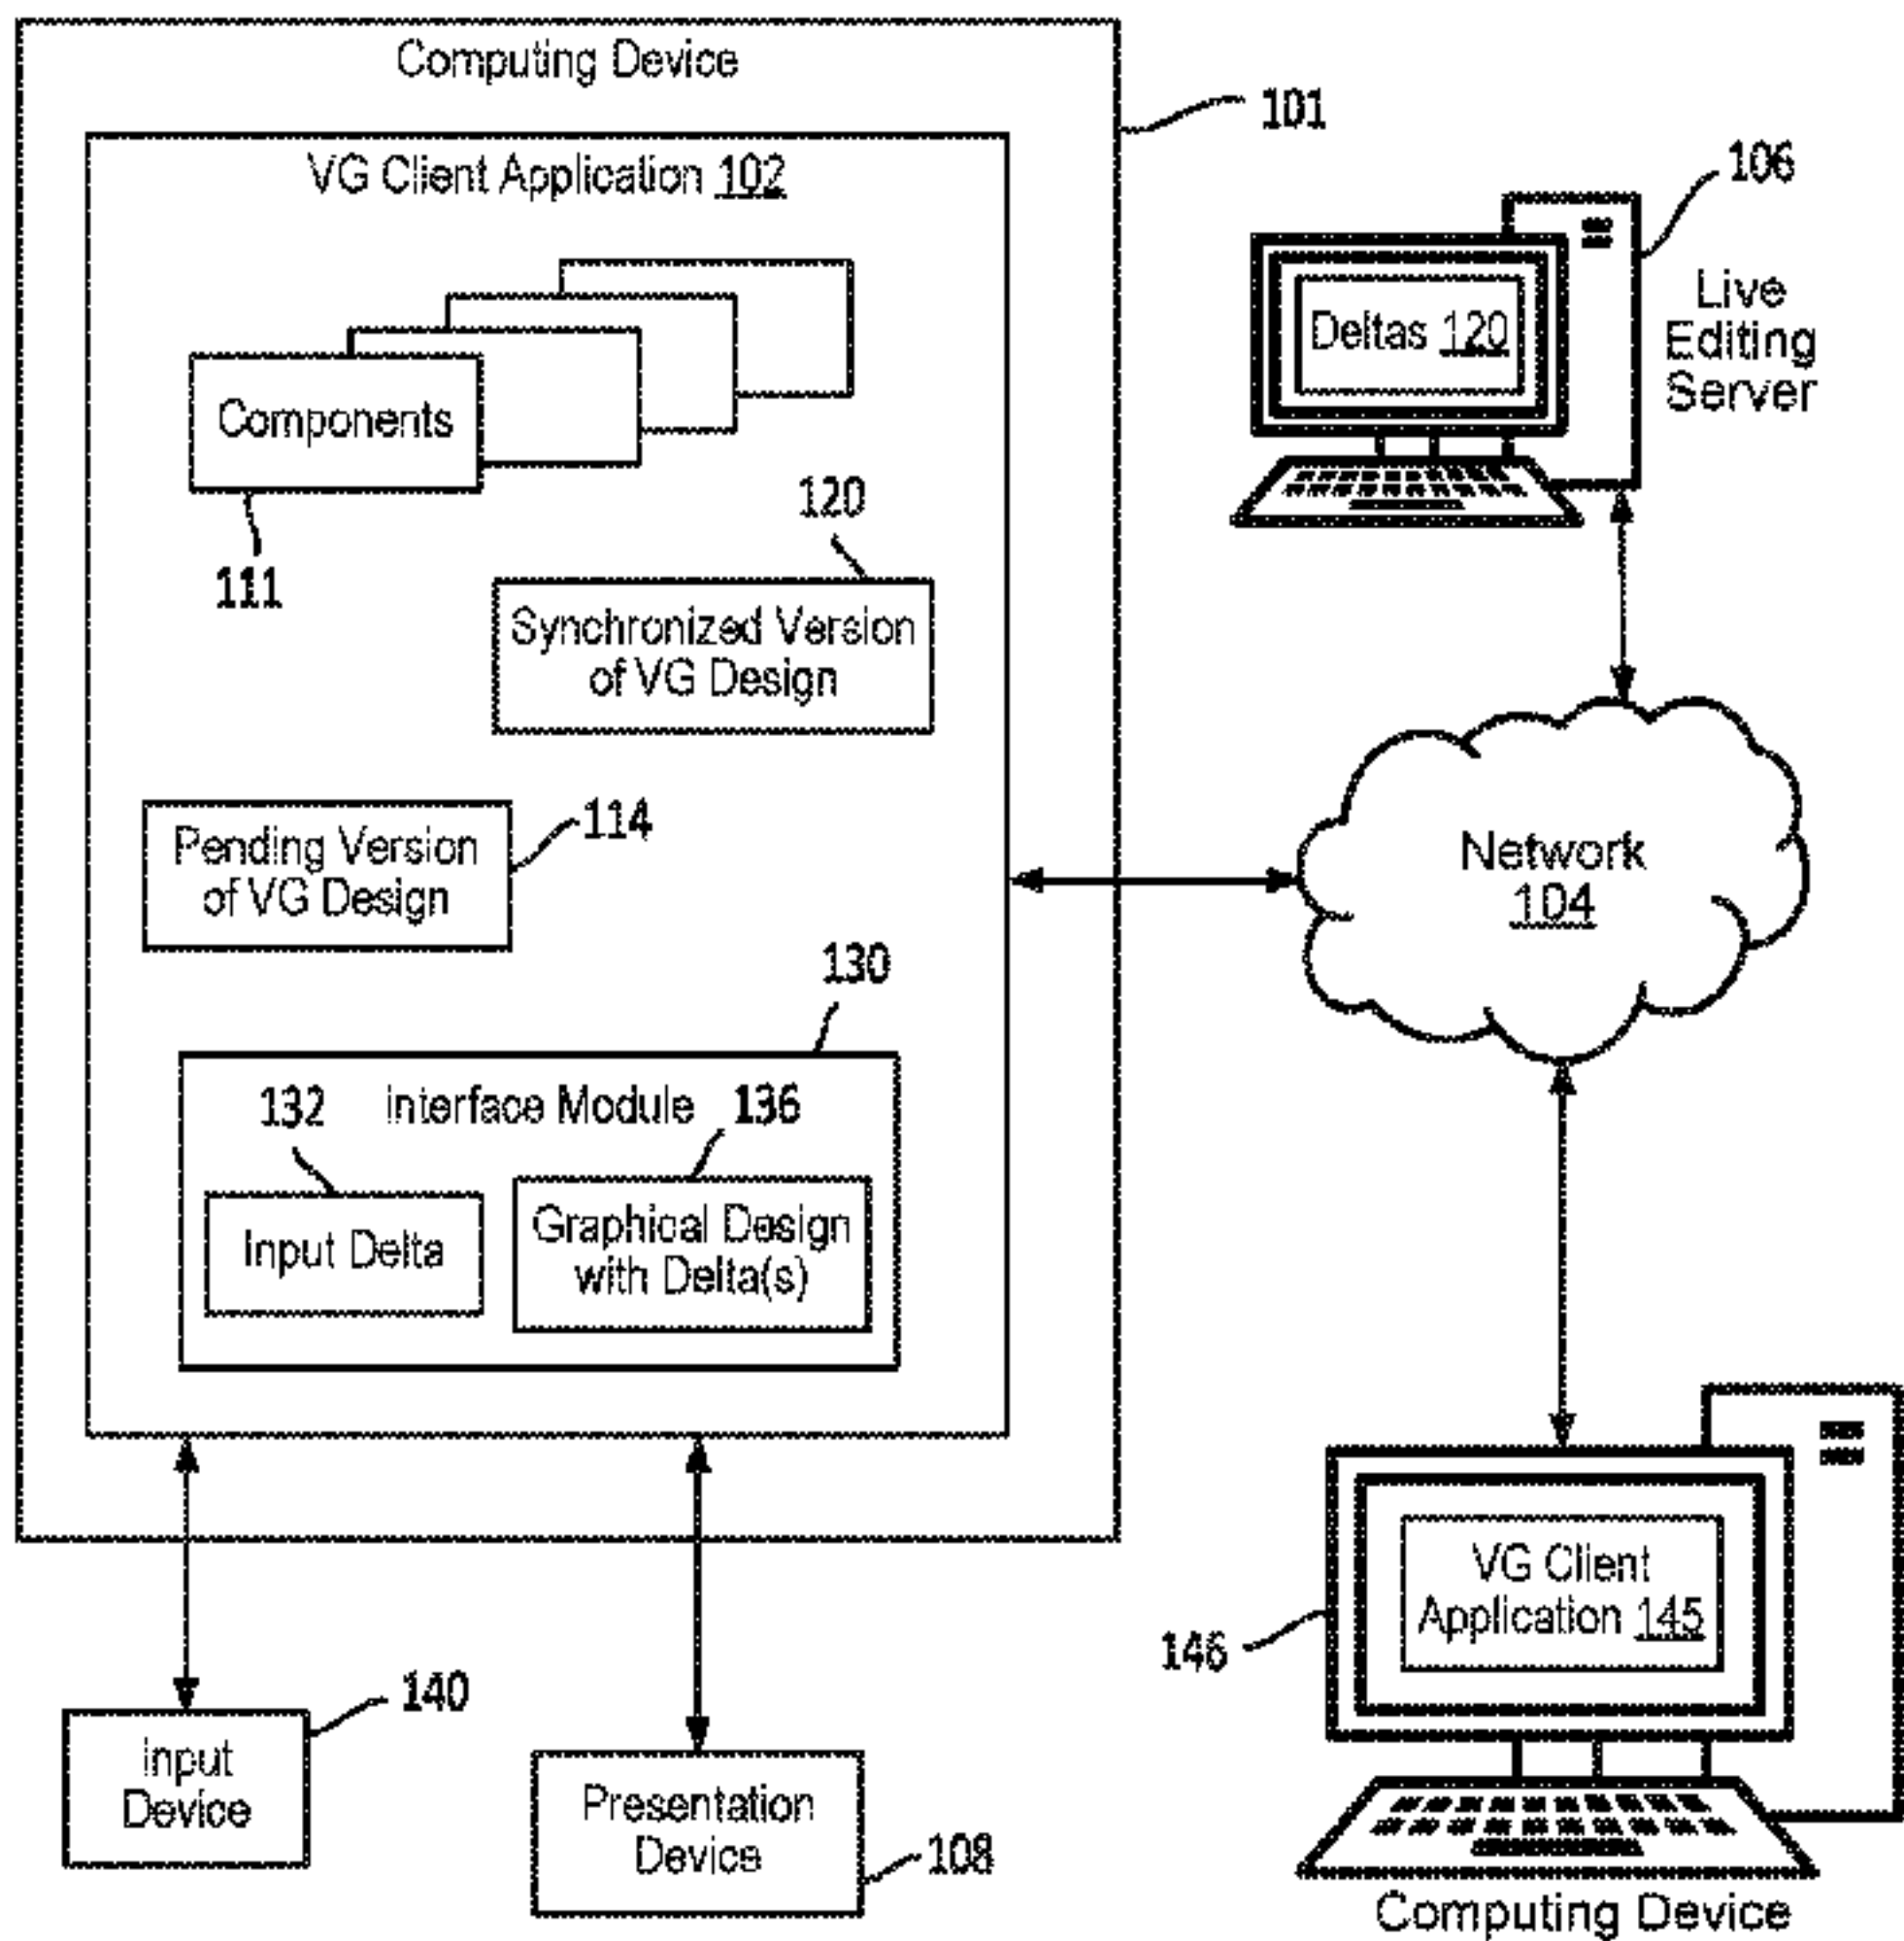 Computing Device
101
VG Client Application 102
106
Live
Editing
Server
Deltas 120
Components
111
120
Synchronized Version
of VG Design
Pending Version
of VG Design
114
Network
104
130
Interface Module
132
136
Input Delta
Graphical Design
with Delta(s)
VG Client
Application 145
146
140
Input
Device
Presentation
Device
108
Computing Device